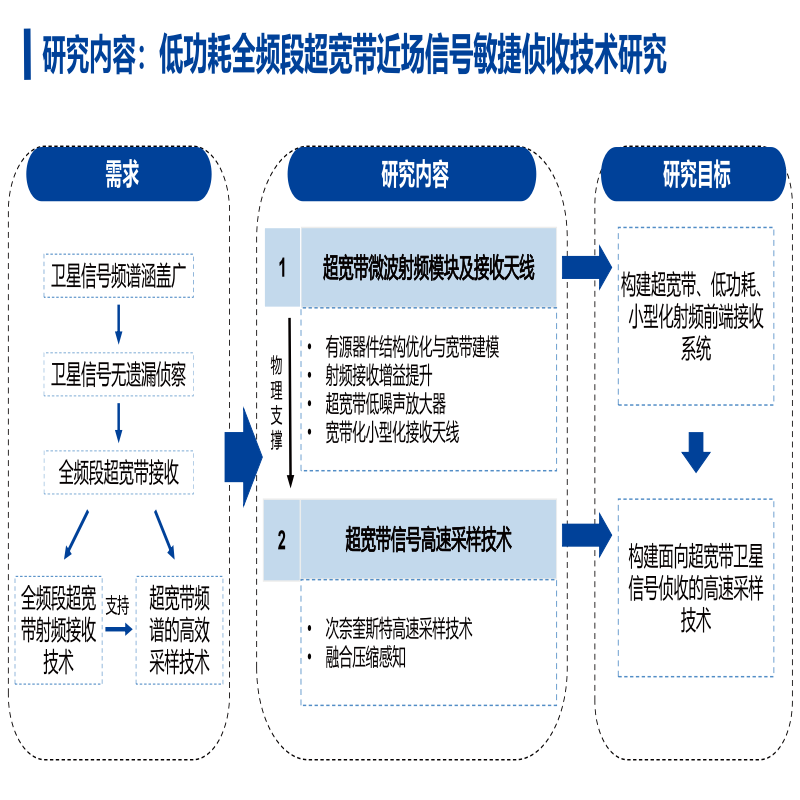 研究内容：低功耗全频段超宽带近场信号敏捷侦收技术研究
需求
卫星信号频谱涵盖广
卫星信号无遗漏侦察
全频段超宽带接收
全频段超宽
带射频接收
技术
支持
超宽带频
谱的高效
采样技术
研究内容
1
超宽带微波射频模块及接收天线
• 有源器件结构优化与宽带建模
• 射频接收增益提升
• 超宽带低噪声放大器
• 宽带化小型化接收天线
物
理
支
撑
2
超宽带信号高速采样技术
• 次奈奎斯特高速采样技术
• 融合压缩感知
研究目标
构建超宽带、低功耗、
小型化射频前端接收
系统
构建面向超宽带卫星
信号侦收的高速采样
技术